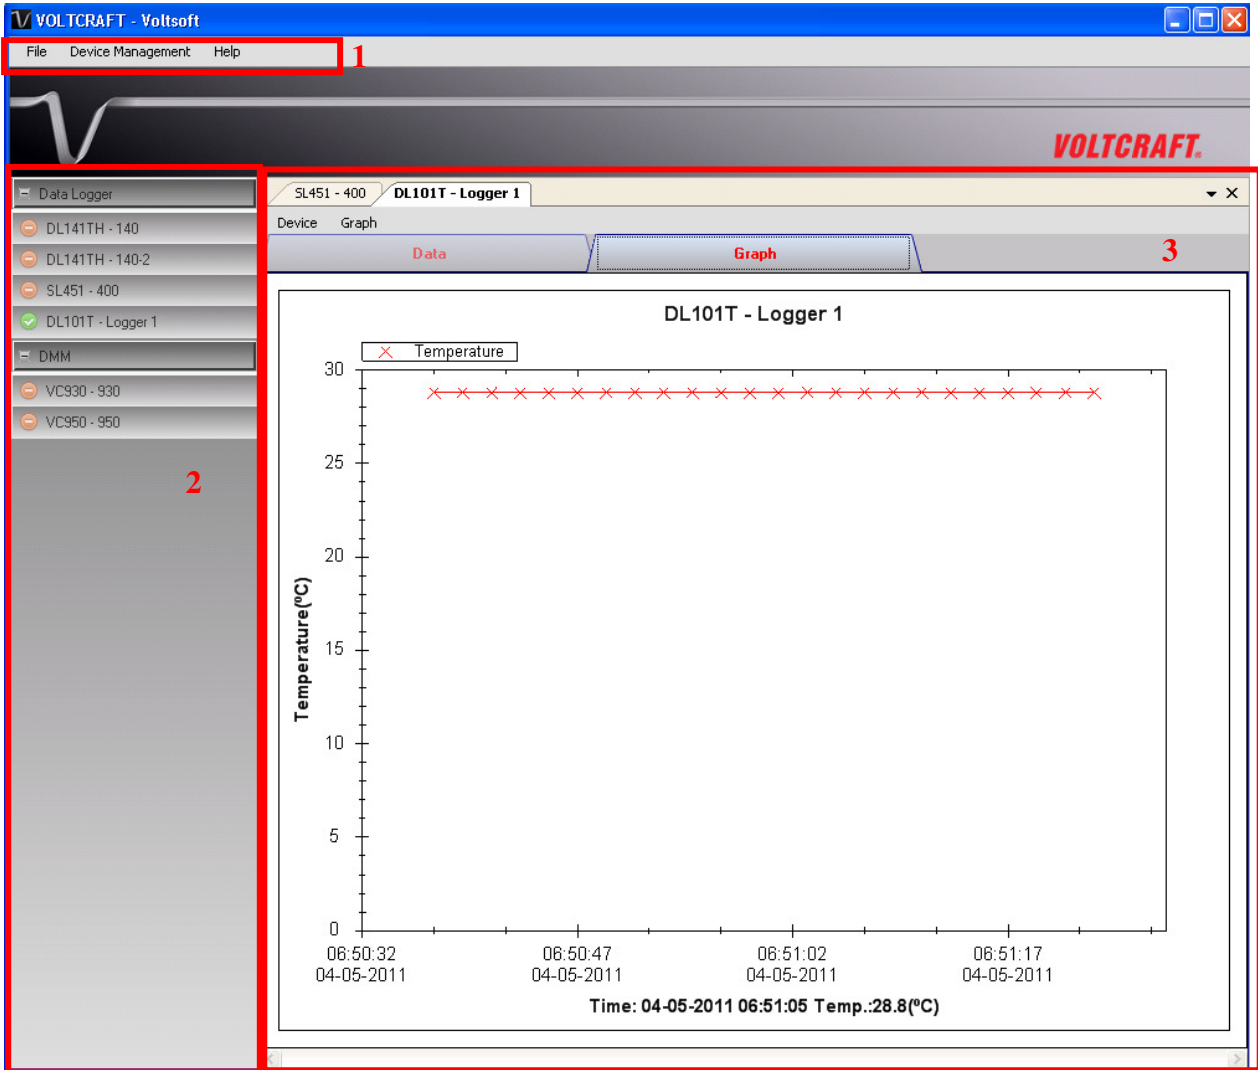 VOLTCRAFT - Voltsoft
File Device Management Help
1
VOLTCRAFT®
Data Logger
DL141TH - 140
DL141TH - 140-2
SL451 - 400
DL101T - Logger 1
DMM
VC930 - 930
VC950 - 950
2
SL451 - 400 DL101T - Logger 1
Device Graph
Data Graph
3
DL101T - Logger 1
Temperature
30
25
20
15
10
5
0
Temperature(ºC)
06:50:32 06:50:47 06:51:02 06:51:17
04-05-2011 04-05-2011 04-05-2011 04-05-2011
Time: 04-05-2011 06:51:05 Temp.:28.8(ºC)